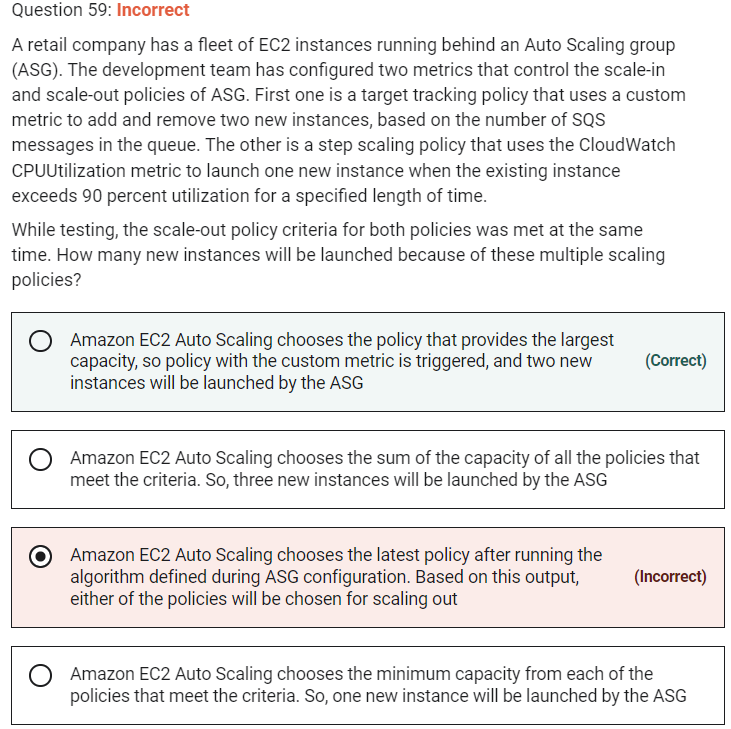 Question 59: Incorrect
A retail company has a fleet of EC2 instances running behind an Auto Scaling group
(ASG). The development team has configured two metrics that control the scale-in
and scale-out policies of ASG. First one is a target tracking policy that uses a custom
metric to add and remove two new instances, based on the number of SQS
messages in the queue. The other is a step scaling policy that uses the CloudWatch
CPUUtilization metric to launch one new instance when the existing instance
exceeds 90 percent utilization for a specified length of time.
While testing, the scale-out policy criteria for both policies was met at the same
time. How many new instances will be launched because of these multiple scaling
policies?
Amazon EC2 Auto Scaling chooses the policy that provides the largest
capacity, so policy with the custom metric is triggered, and two new
instances will be launched by the ASG
(Correct)
Amazon EC2 Auto Scaling chooses the sum of the capacity of all the policies that
meet the criteria. So, three new instances will be launched by the ASG
Amazon EC2 Auto Scaling chooses the latest policy after running the
algorithm defined during ASG configuration. Based on this output,
either of the policies will be chosen for scaling out
(Incorrect)
Amazon EC2 Auto Scaling chooses the minimum capacity from each of the
policies that meet the criteria. So, one new instance will be launched by the ASG